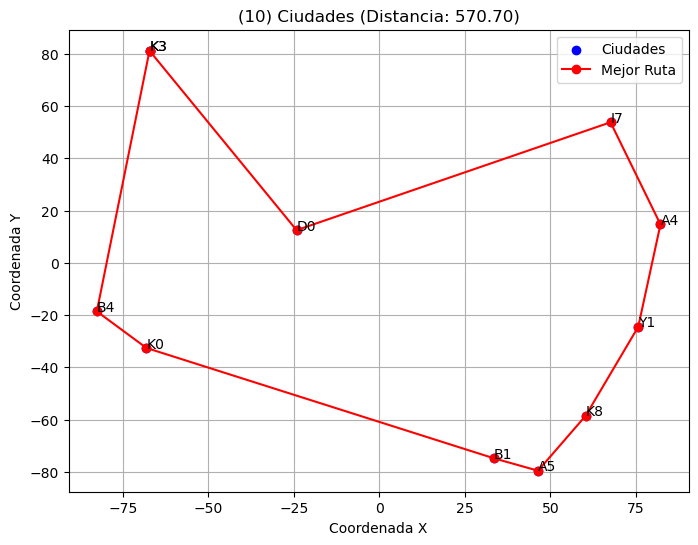 (10) Ciudades (Distancia: 570.70)
Ciudades
Mejor Ruta
K3
D0
A4
B4
K0
Y1
K8
B1
A5
80
60
40
20
0
−20
−40
−60
−80
Coordenada Y
−75
−50
−25
0
25
50
75
Coordenada X